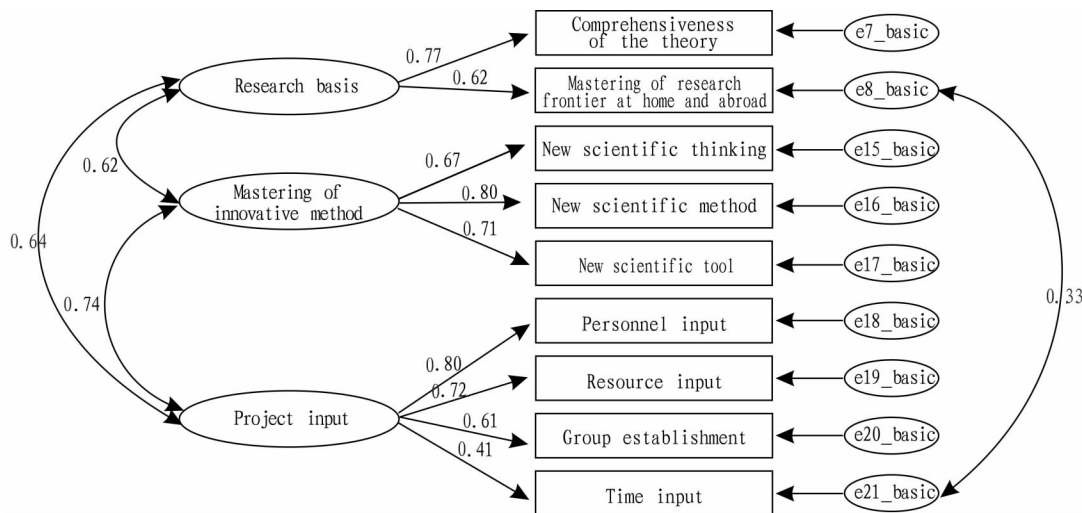 Comprehensiveness
of the theory
e7_basic
0.77
Research basis
0.62
Mastering of research
frontier at home and abroad
e8_basic
0.62
0.67
New scientific thinking
e15_basic
Mastering of
innovative method
0.80
New scientific method
e16_basic
0.64
0.71
New scientific tool
e17_basic
0.33
0.74
Personnel input
e18_basic
0.80
0.72
Resource input
e19_basic
Project input
0.61
Group establishment
e20_basic
0.41
Time input
e21_basic